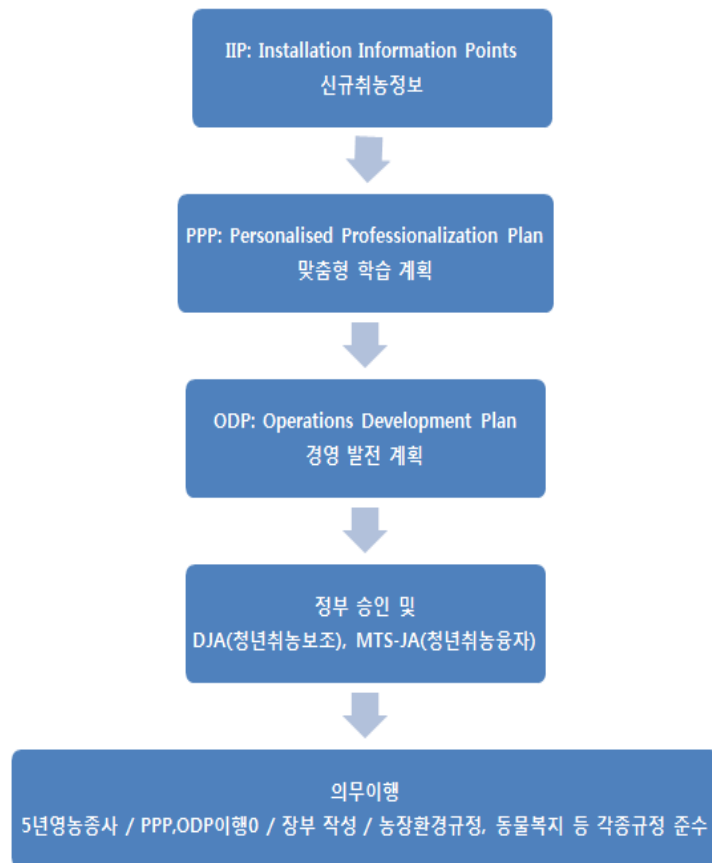 IIP: Installation Information Points
신규취농정보
PPP: Personalised Professionalization Plan
맞춤형 학습 계획
ODP: Operations Development Plan
경영 발전 계획
정부 승인 및
DJA(청년취농보조), MTS-JA(청년취농융자)
의무이행
5년영농종사 / PPP,ODP이행0 / 장부 작성 / 농장환경규정, 동물복지 등 각종규정 준수